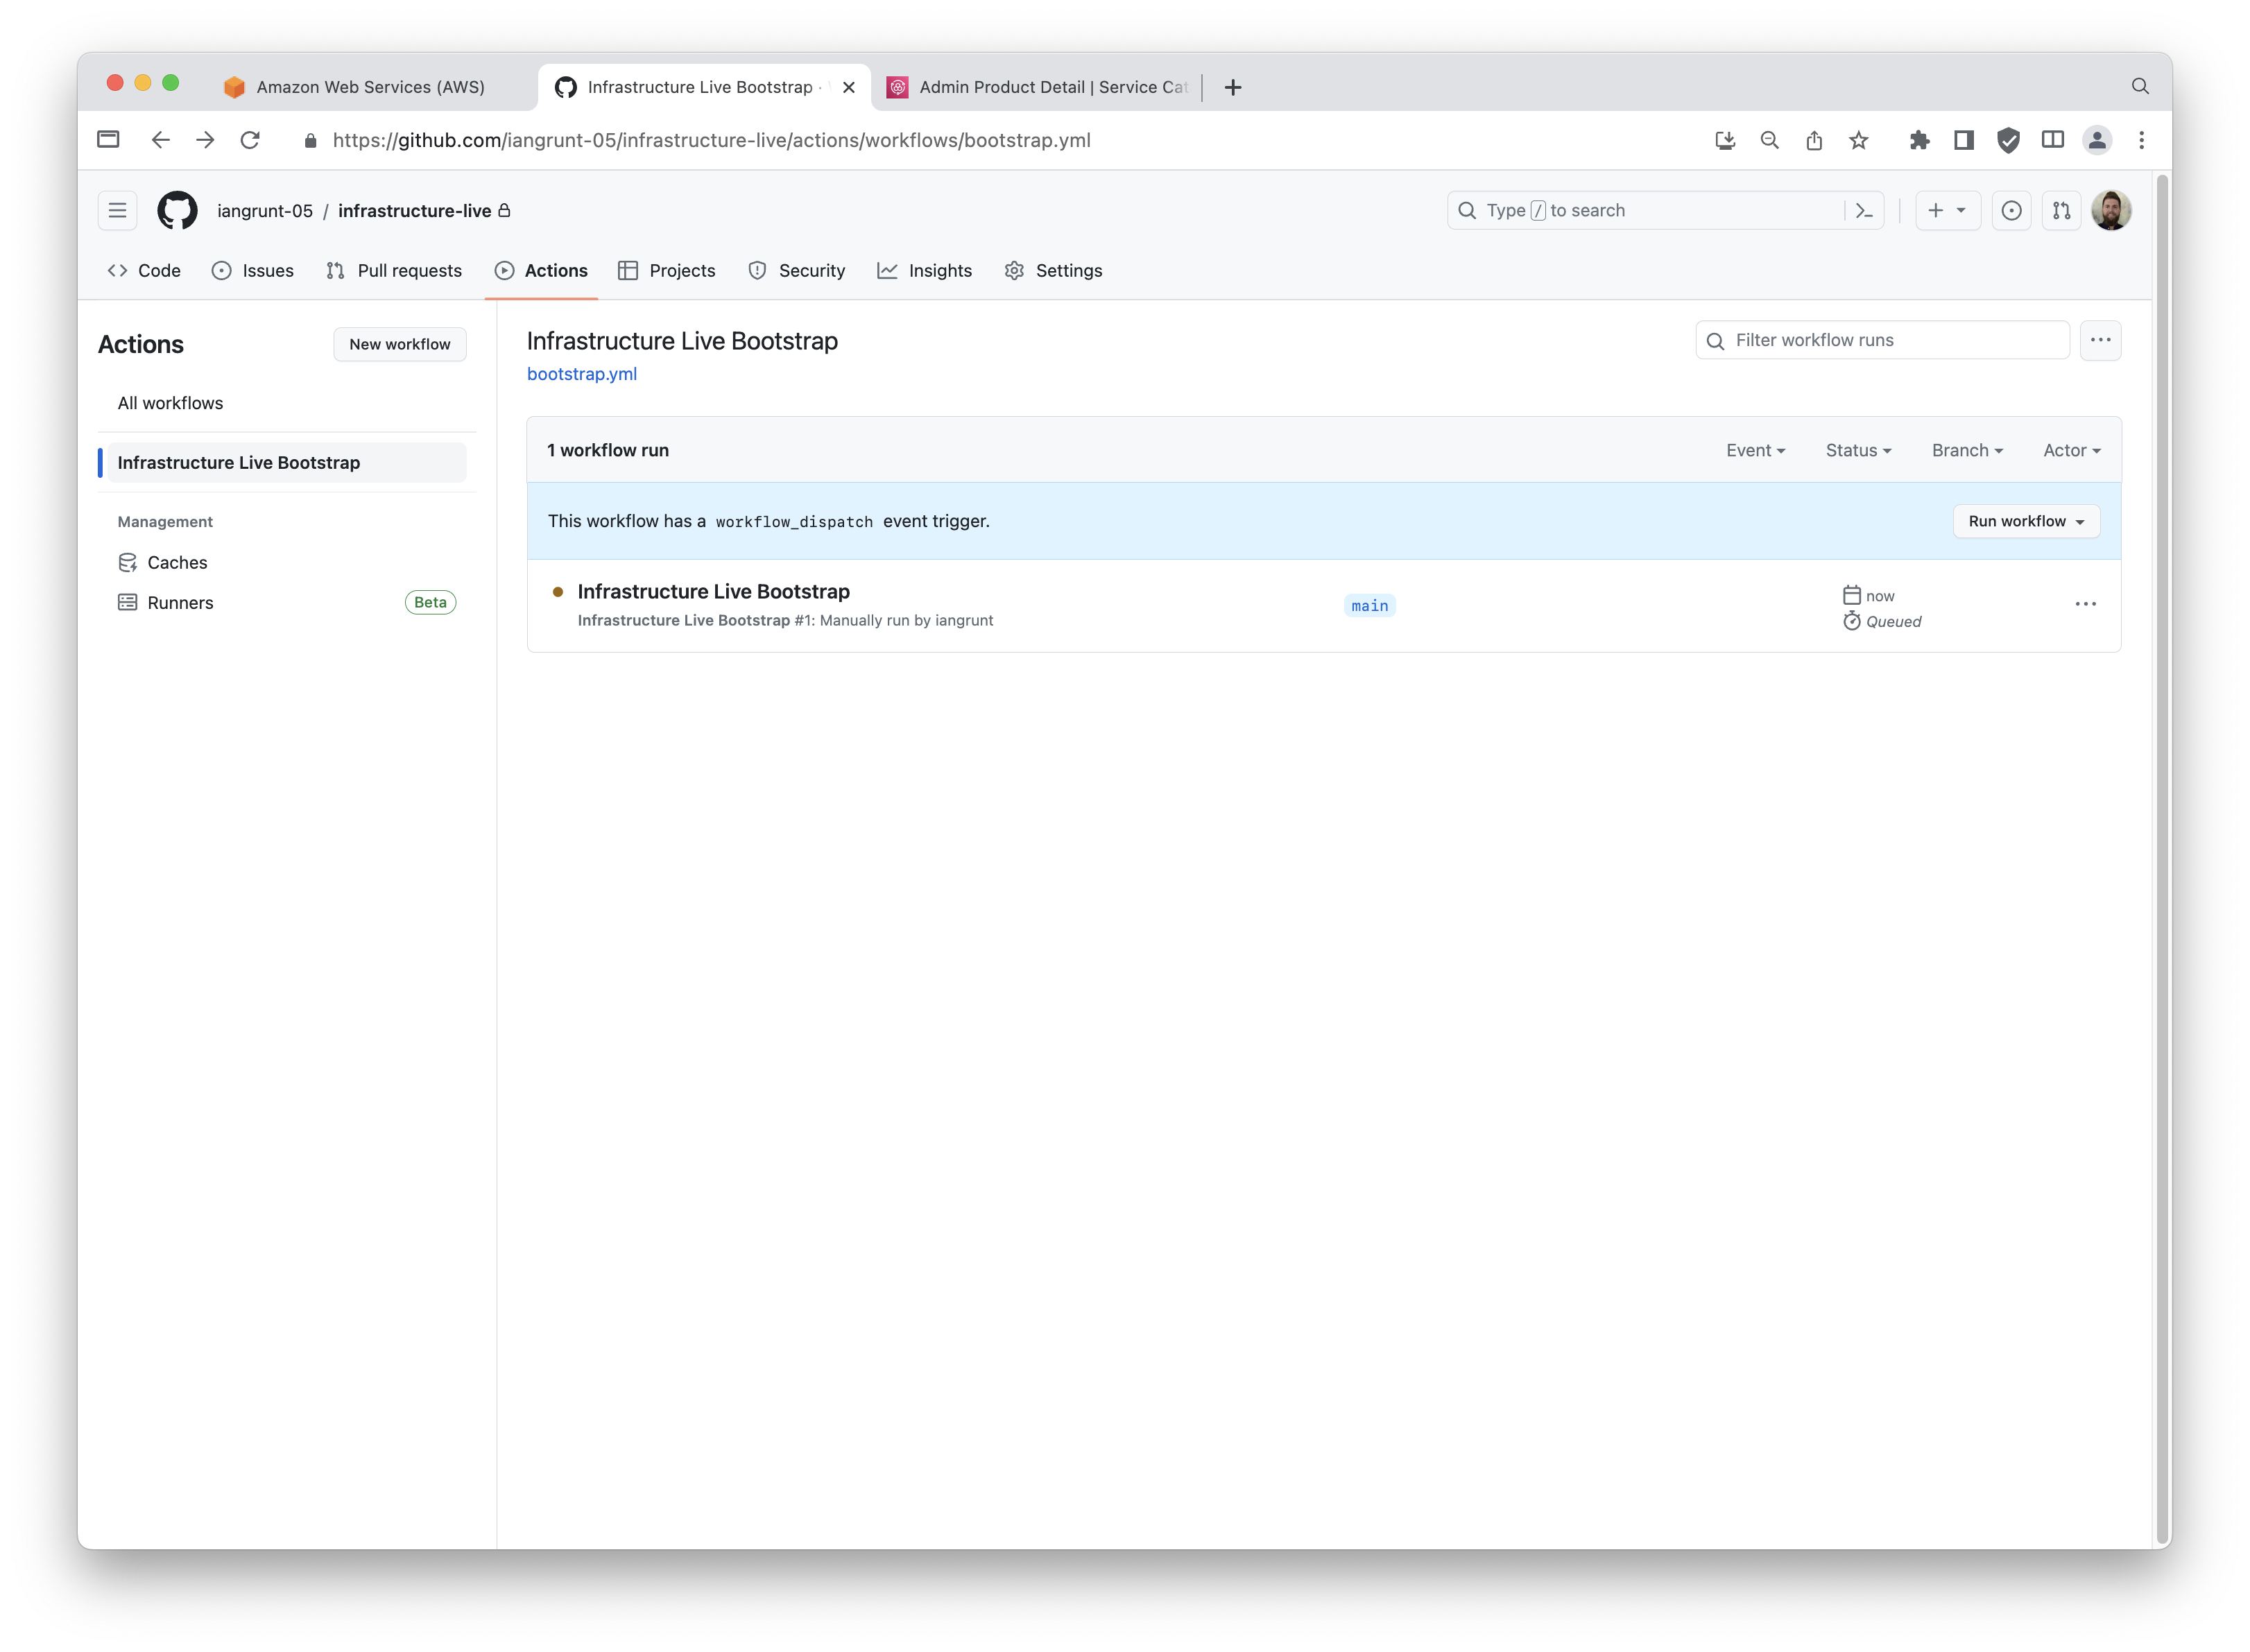 Amazon Web Services (AWS)
Infrastructure Live Bootstrap ·
Admin Product Detail | Service Cat
https://github.com/iangrunt-05/infrastructure-live/actions/workflows/bootstrap.yml
iangrunt-05 / infrastructure-live
Type / to search
Code
Issues
Pull requests
Actions
Projects
Security
Insights
Settings
Actions
New workflow
All workflows
Infrastructure Live Bootstrap
Management
Caches
Runners
Beta
Infrastructure Live Bootstrap
bootstrap.yml
Filter workflow runs
1 workflow run
Event
Status
Branch
Actor
This workflow has a workflow_dispatch event trigger.
Run workflow
Infrastructure Live Bootstrap
Infrastructure Live Bootstrap #1: Manually run by iangrunt
main
now
Queued